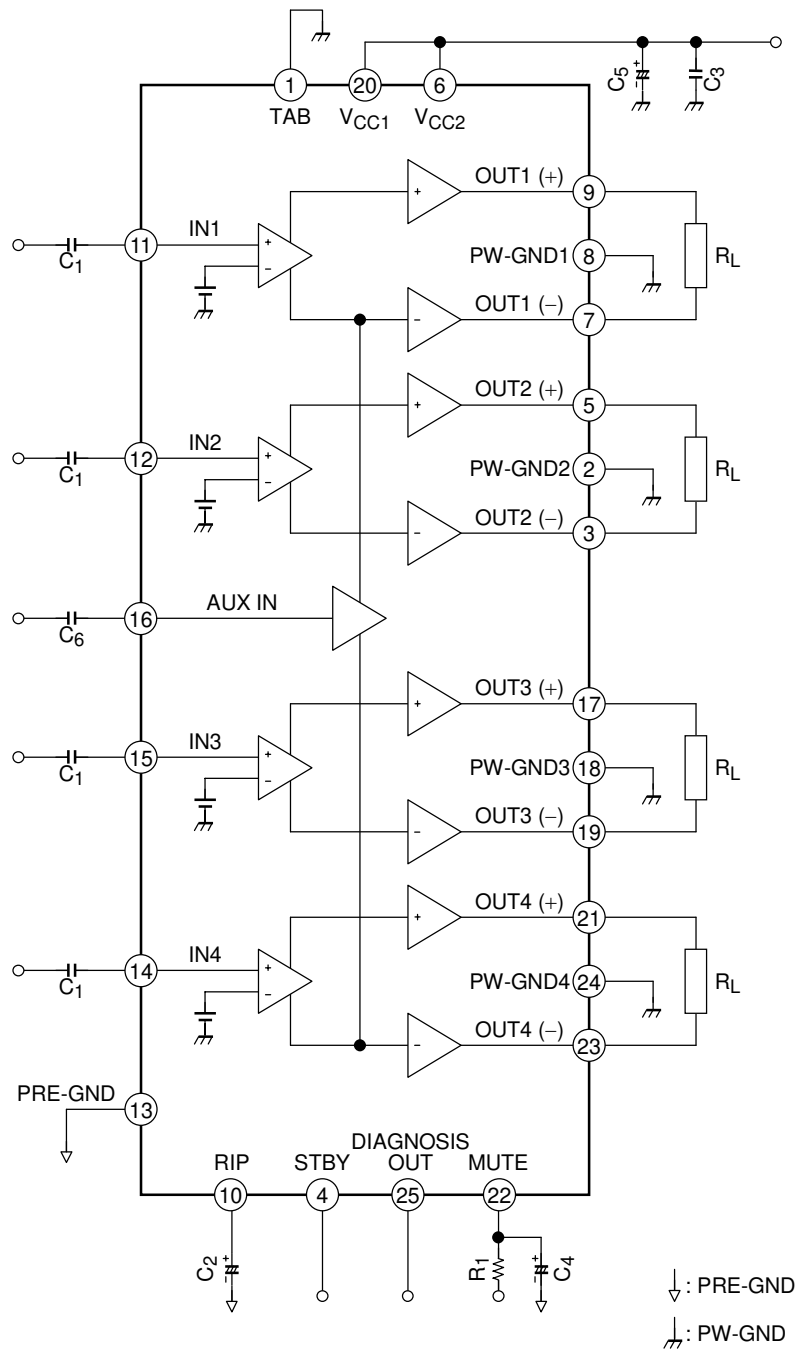 1 20 6
TAB VCC1 VCC2
C5 + -
C3
OUT1 (+) 9
+
IN1
11
C1
+
-
PW-GND1 8
RL
OUT1 (−) 7
-
OUT2 (+) 5
+
IN2
12
C1
+
-
PW-GND2 2
RL
OUT2 (−) 3
-
AUX IN
16
C6
OUT3 (+) 17
+
IN3
15
C1
+
-
PW-GND3 18
RL
OUT3 (−) 19
-
OUT4 (+) 21
+
IN4
14
C1
+
-
PW-GND4 24
RL
OUT4 (−) 23
-
PRE-GND
13
DIAGNOSIS
RIP STBY OUT MUTE
10 4 25 22
C2 + -
R1
C4 + -
: PRE-GND
: PW-GND